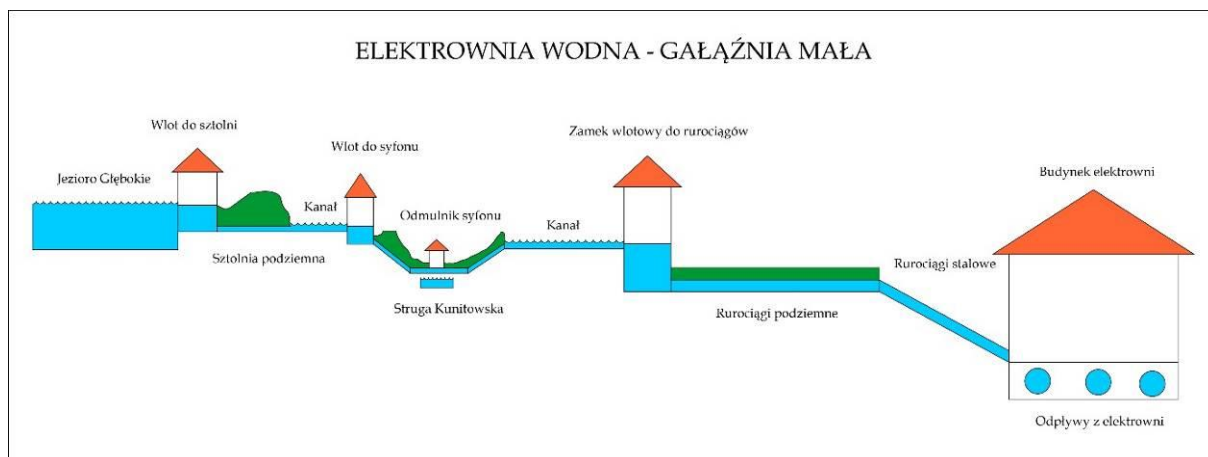 ELEKTROWNIA WODNA - GAŁĄŹNIA MAŁA
Wlot do sztolni
Jezioro Głębokie
Sztolnia podziemna
Kanał
Wlot do syfonu
Odmulnik syfonu
Struga Kunitowska
Kanał
Zamek wlotowy do rurociągów
Rurociągi podziemne
Rurociągi stalowe
Budynek elektrowni
Odpływy z elektrowni